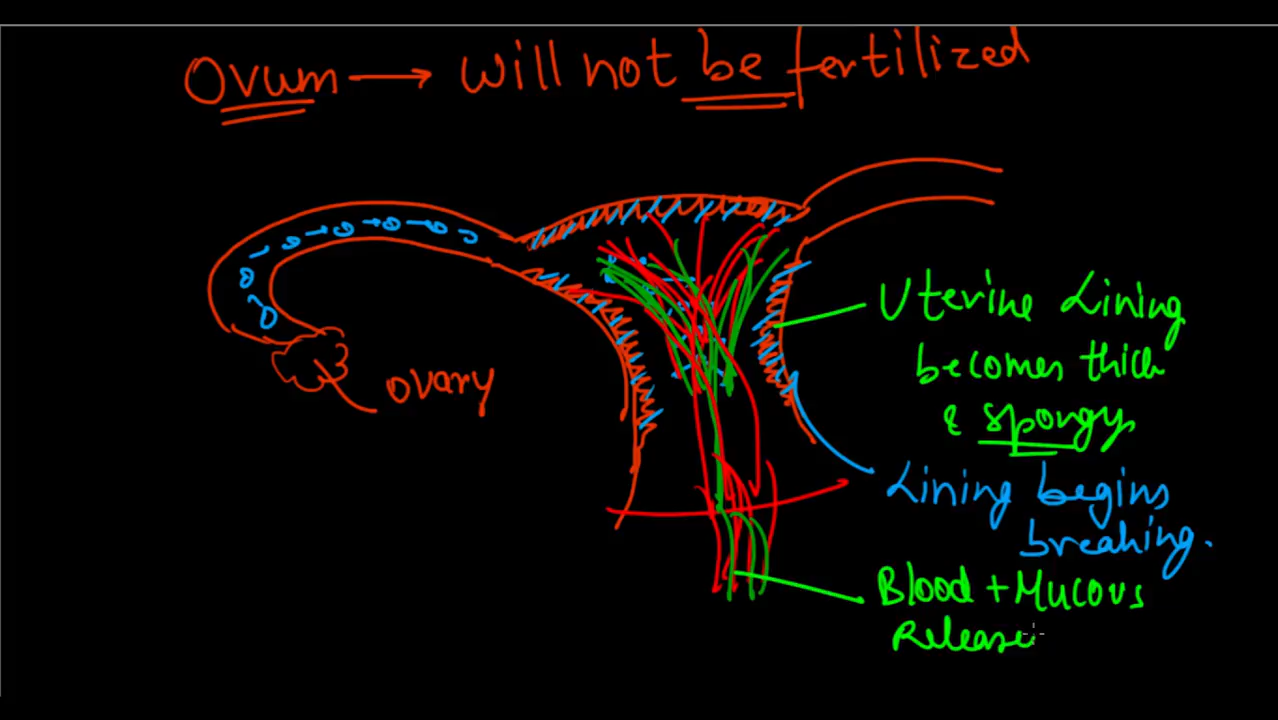 Ovum → will not be fertilized
ovary
Uterine Lining
becomes thick
& spongy
Lining begins
breaking.
Blood + Mucous
Release